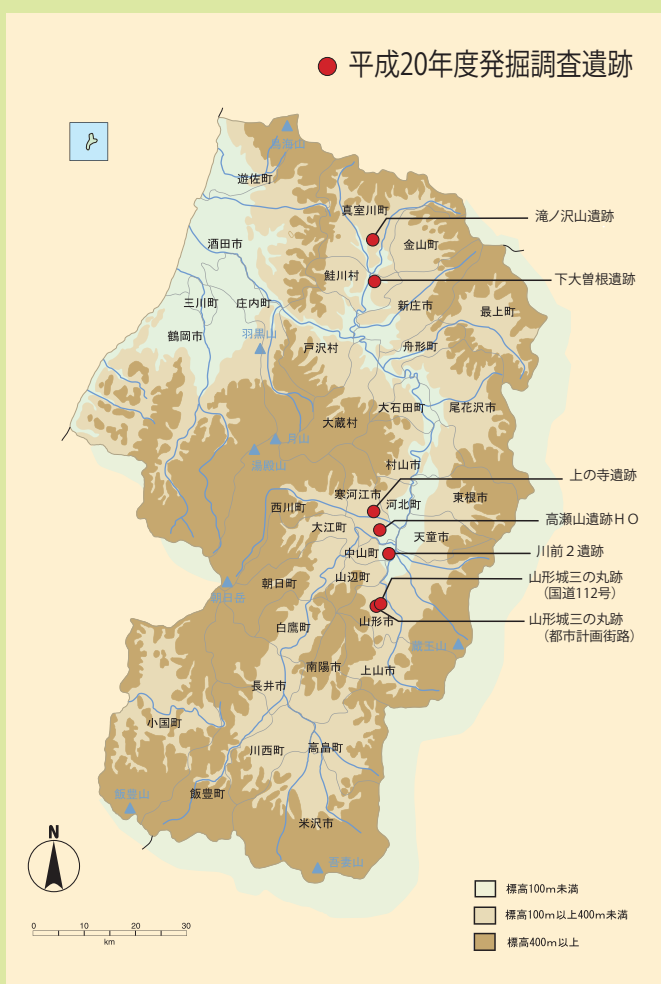 平成20年度発掘調査遺跡
鳥海山
遊佐町
真室川町
滝ノ沢山遺跡
酒田市
金山町
鮭川村
下大曽根遺跡
三川町
庄内町
新庄市
最上町
鶴岡市
羽黒山
戸沢村
舟形町
大石田町
尾花沢市
大蔵村
月山
湯殿山
村山市
上の寺遺跡
寒河江市
河北町
東根市
西川町
高瀬山遺跡HO
大江町
天童市
中山町
川前2遺跡
山辺町
山形城三の丸跡
(国道112号)
朝日町
朝日岳
山形市
山形城三の丸跡
(都市計画街路)
白鷹町
蔵王山
南陽市
上山市
長井市
小国町
川西町
高畠町
飯豊山
飯豊町
米沢市
吾妻山
N
標高100m未満
標高100m以上400m未満
標高400m以上
0 10 20 30
km